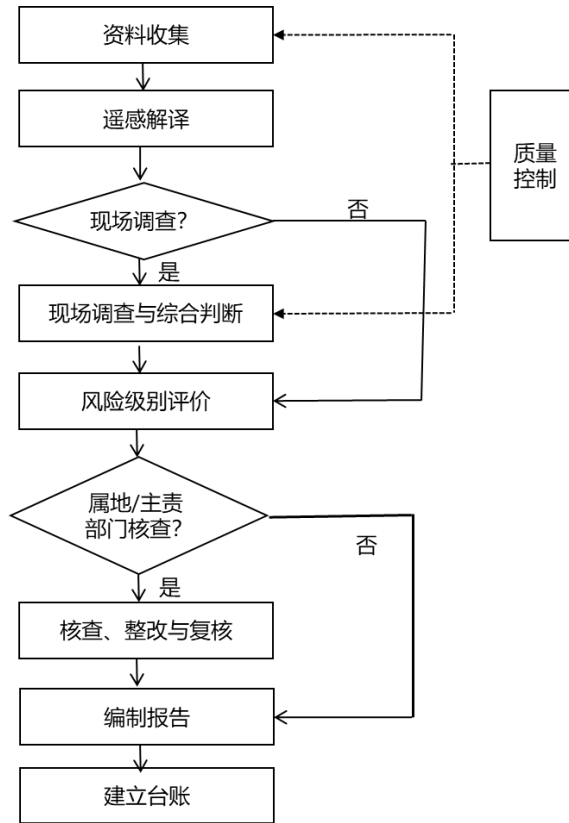 资料收集
遥感解译
质量
控制
现场调查？
否
是
现场调查与综合判断
风险级别评价
属地/主责
部门核查？
否
是
核查、整改与复核
编制报告
建立台账